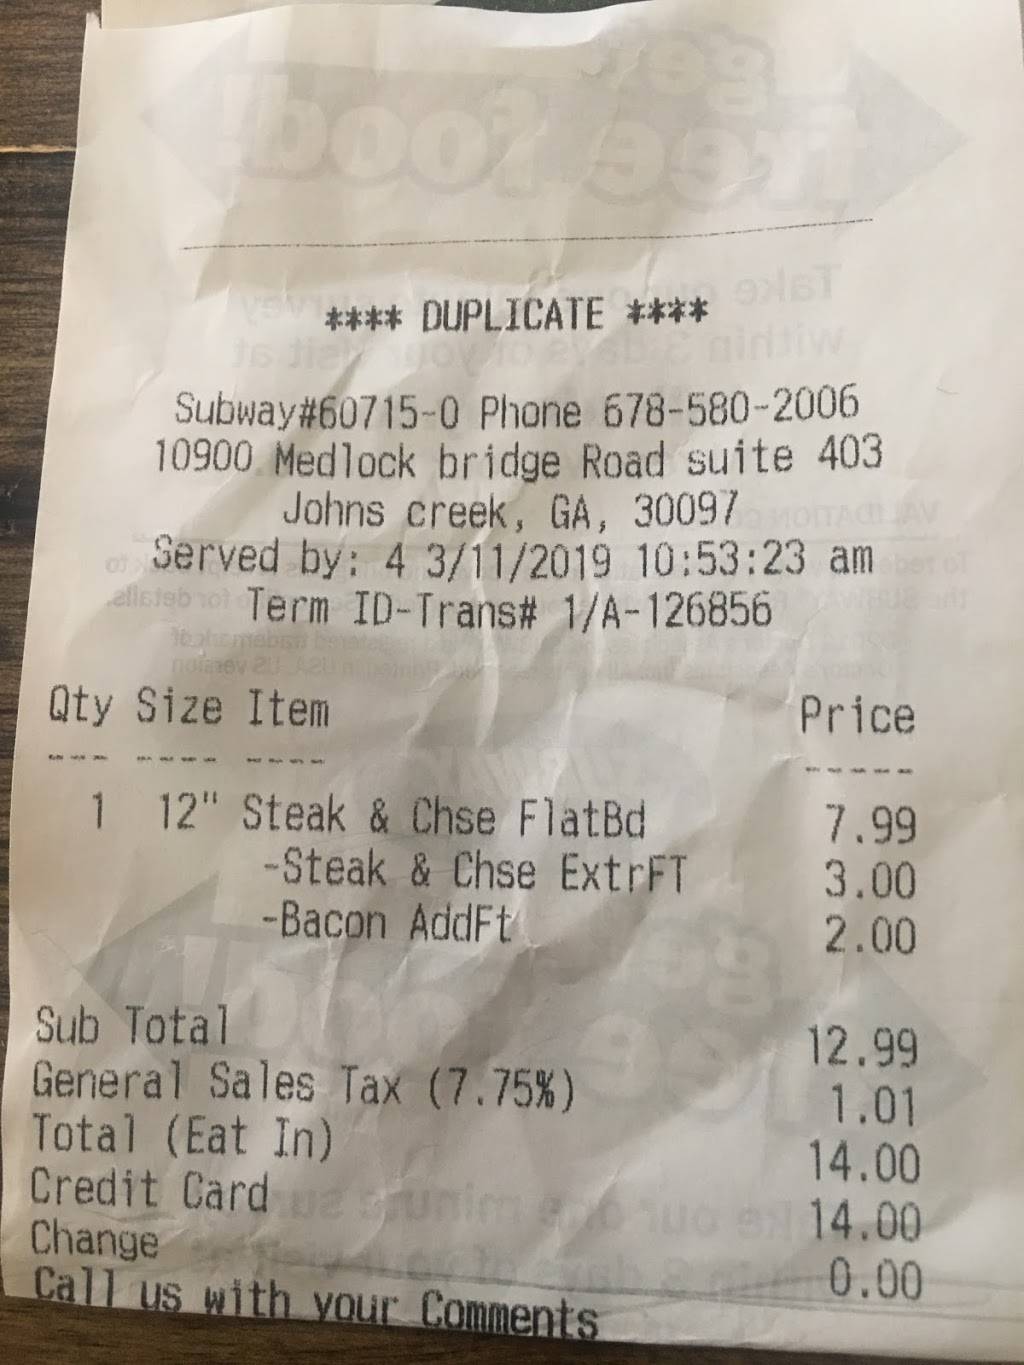 **** DUPLICATE ****
Subway#60715-0 Phone 678-580-2006
10900 Medlock bridge Road suite 403
Johns creek, GA, 30097
Served by: 4 3/11/2019 10:53:23 am
Term ID-Trans# 1/A-126856
Qty Size Item Price
--- ---- ---- -----
1 12" Steak & Chse FlatBd 7.99
-Steak & Chse ExtrFT 3.00
-Bacon AddFt 2.00
Sub Total 12.99
General Sales Tax (7.75%) 1.01
Total (Eat In) 14.00
Credit Card 14.00
Change 0.00
Call us with your Comments